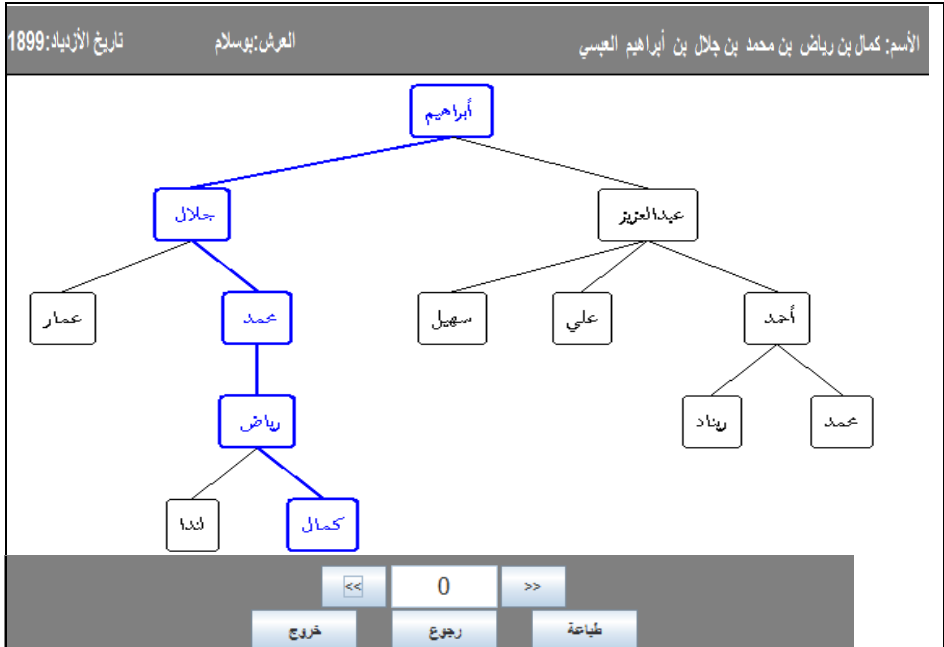 الأسم: كمال بن رياض بن محمد بن جلال بن أبراهيم العبسي العرش:بوسلام تاريخ الأزدياد:1899
أبراهيم
عبدالعزيز جلال
أحمد علي سهيل محمد عمار
محمد ريناد رياض
كمال لندا
<< 0 >>
طباعة رجوع خروج